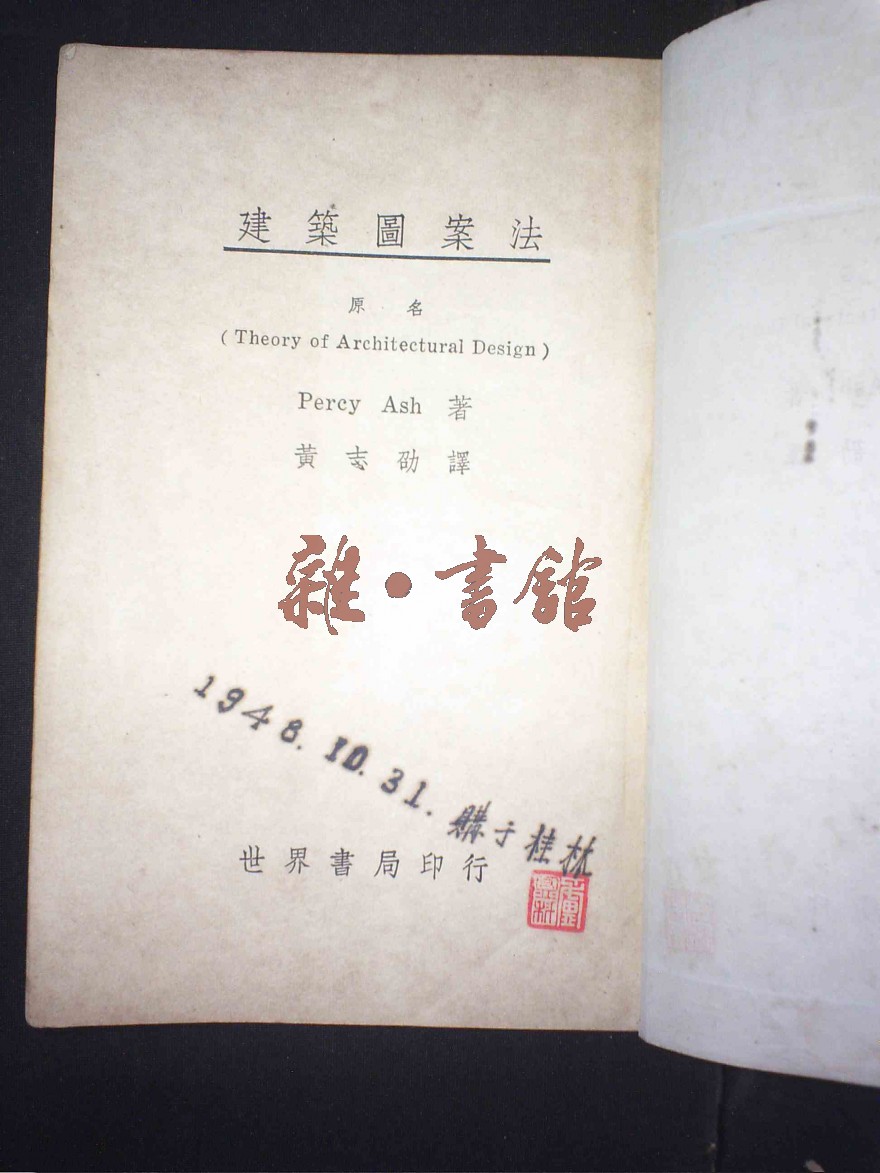 建築圖案法
原名
(Theory of Architectural Design)
Percy Ash 著
黃志劭譯
雜•書館
1948.10.31.購于桂林
世界書局印行